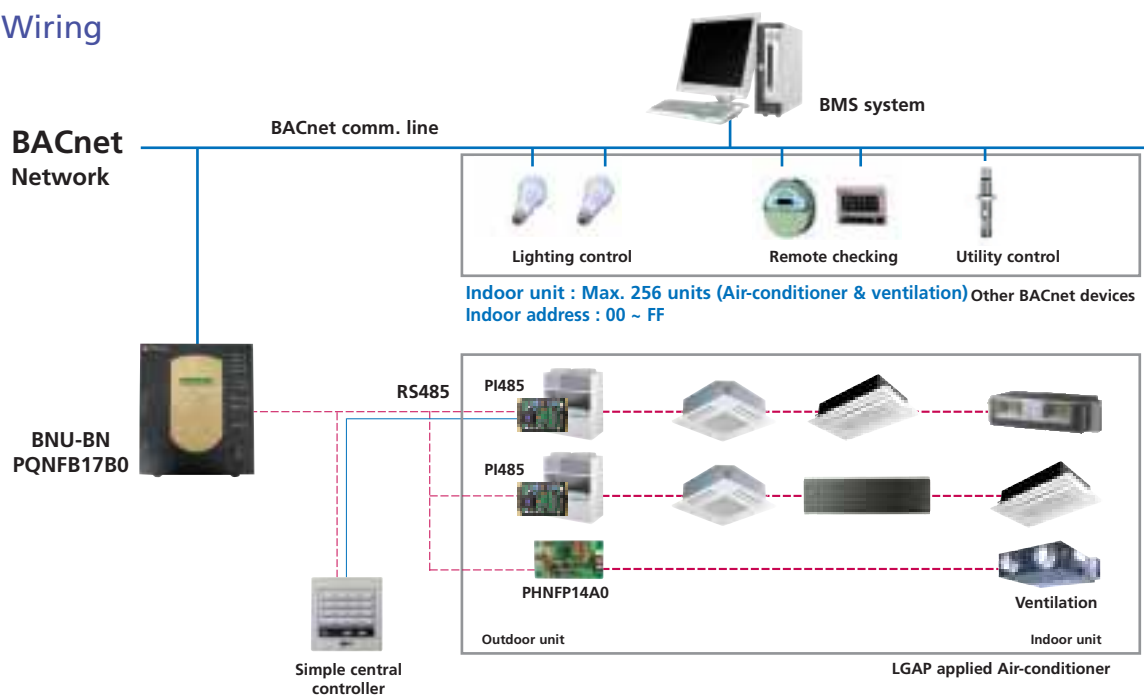 Wiring
BMS system
BACnet comm. line
BACnet
Network
Lighting control
Remote checking
Utility control
Indoor unit : Max. 256 units (Air-conditioner & ventilation)
Other BACnet devices
Indoor address : 00 ~ FF
RS485
PI485
BNU-BN
PQNFB17B0
PI485
PHNFP14A0
Ventilation
Outdoor unit
Indoor unit
Simple central
controller
LGAP applied Air-conditioner